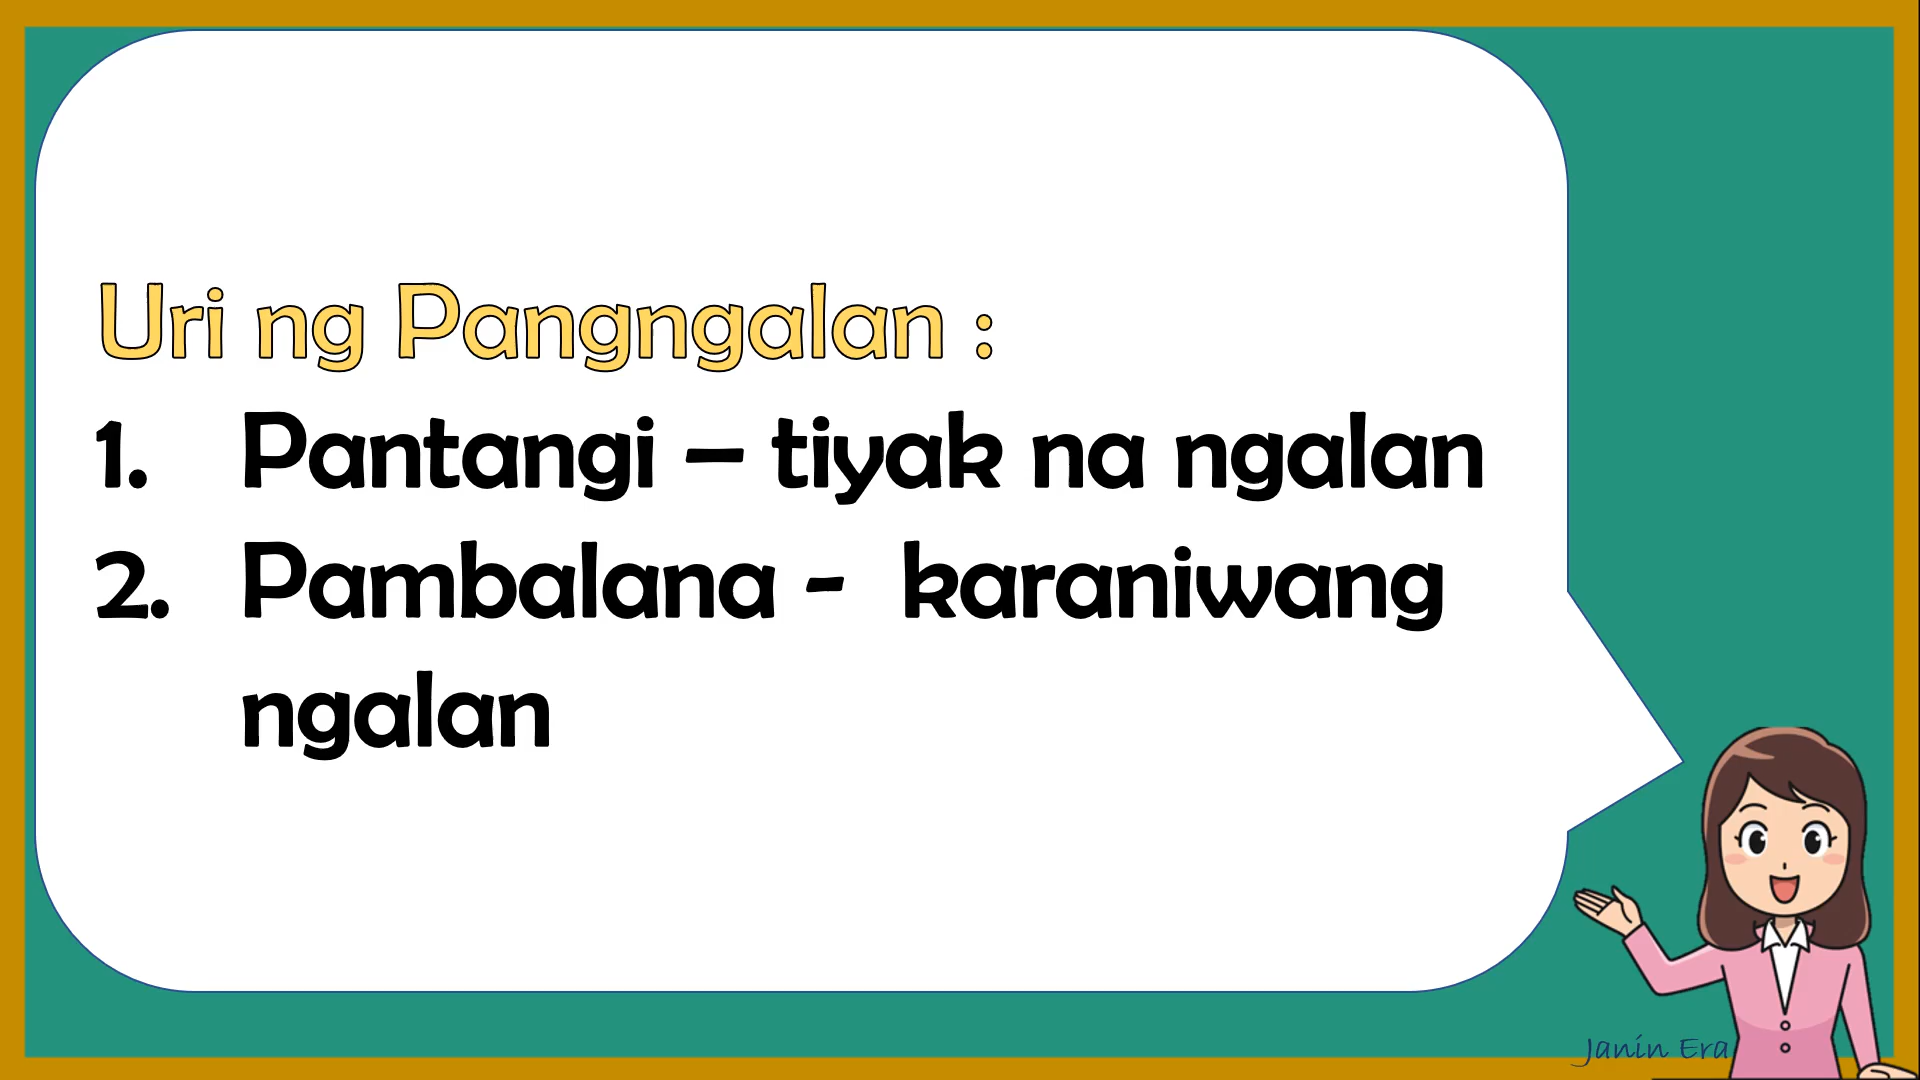 Uri ng Pangngalan :
1. Pantangi – tiyak na ngalan
2. Pambalana - karaniwang
ngalan
Janin Era